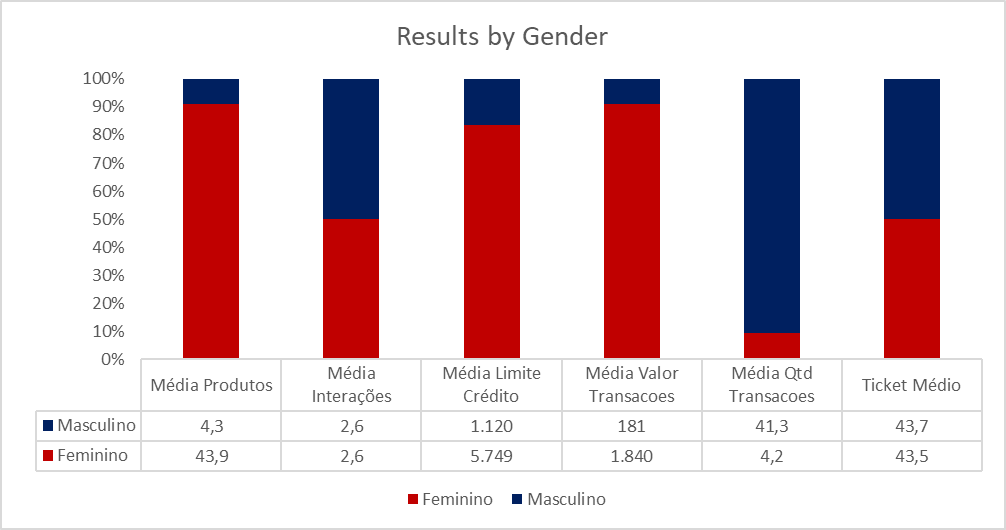 Results by Gender
100%
90%
80%
70%
60%
50%
40%
30%
20%
10%
0%
Média Produtos
Média
Interações
Média Limite
Crédito
Média Valor
Transacoes
Média Qtd
Transacoes
Ticket Médio
Masculino 4,3 2,6 1.120 181 41,3 43,7
Feminino 43,9 2,6 5.749 1.840 4,2 43,5
Feminino Masculino